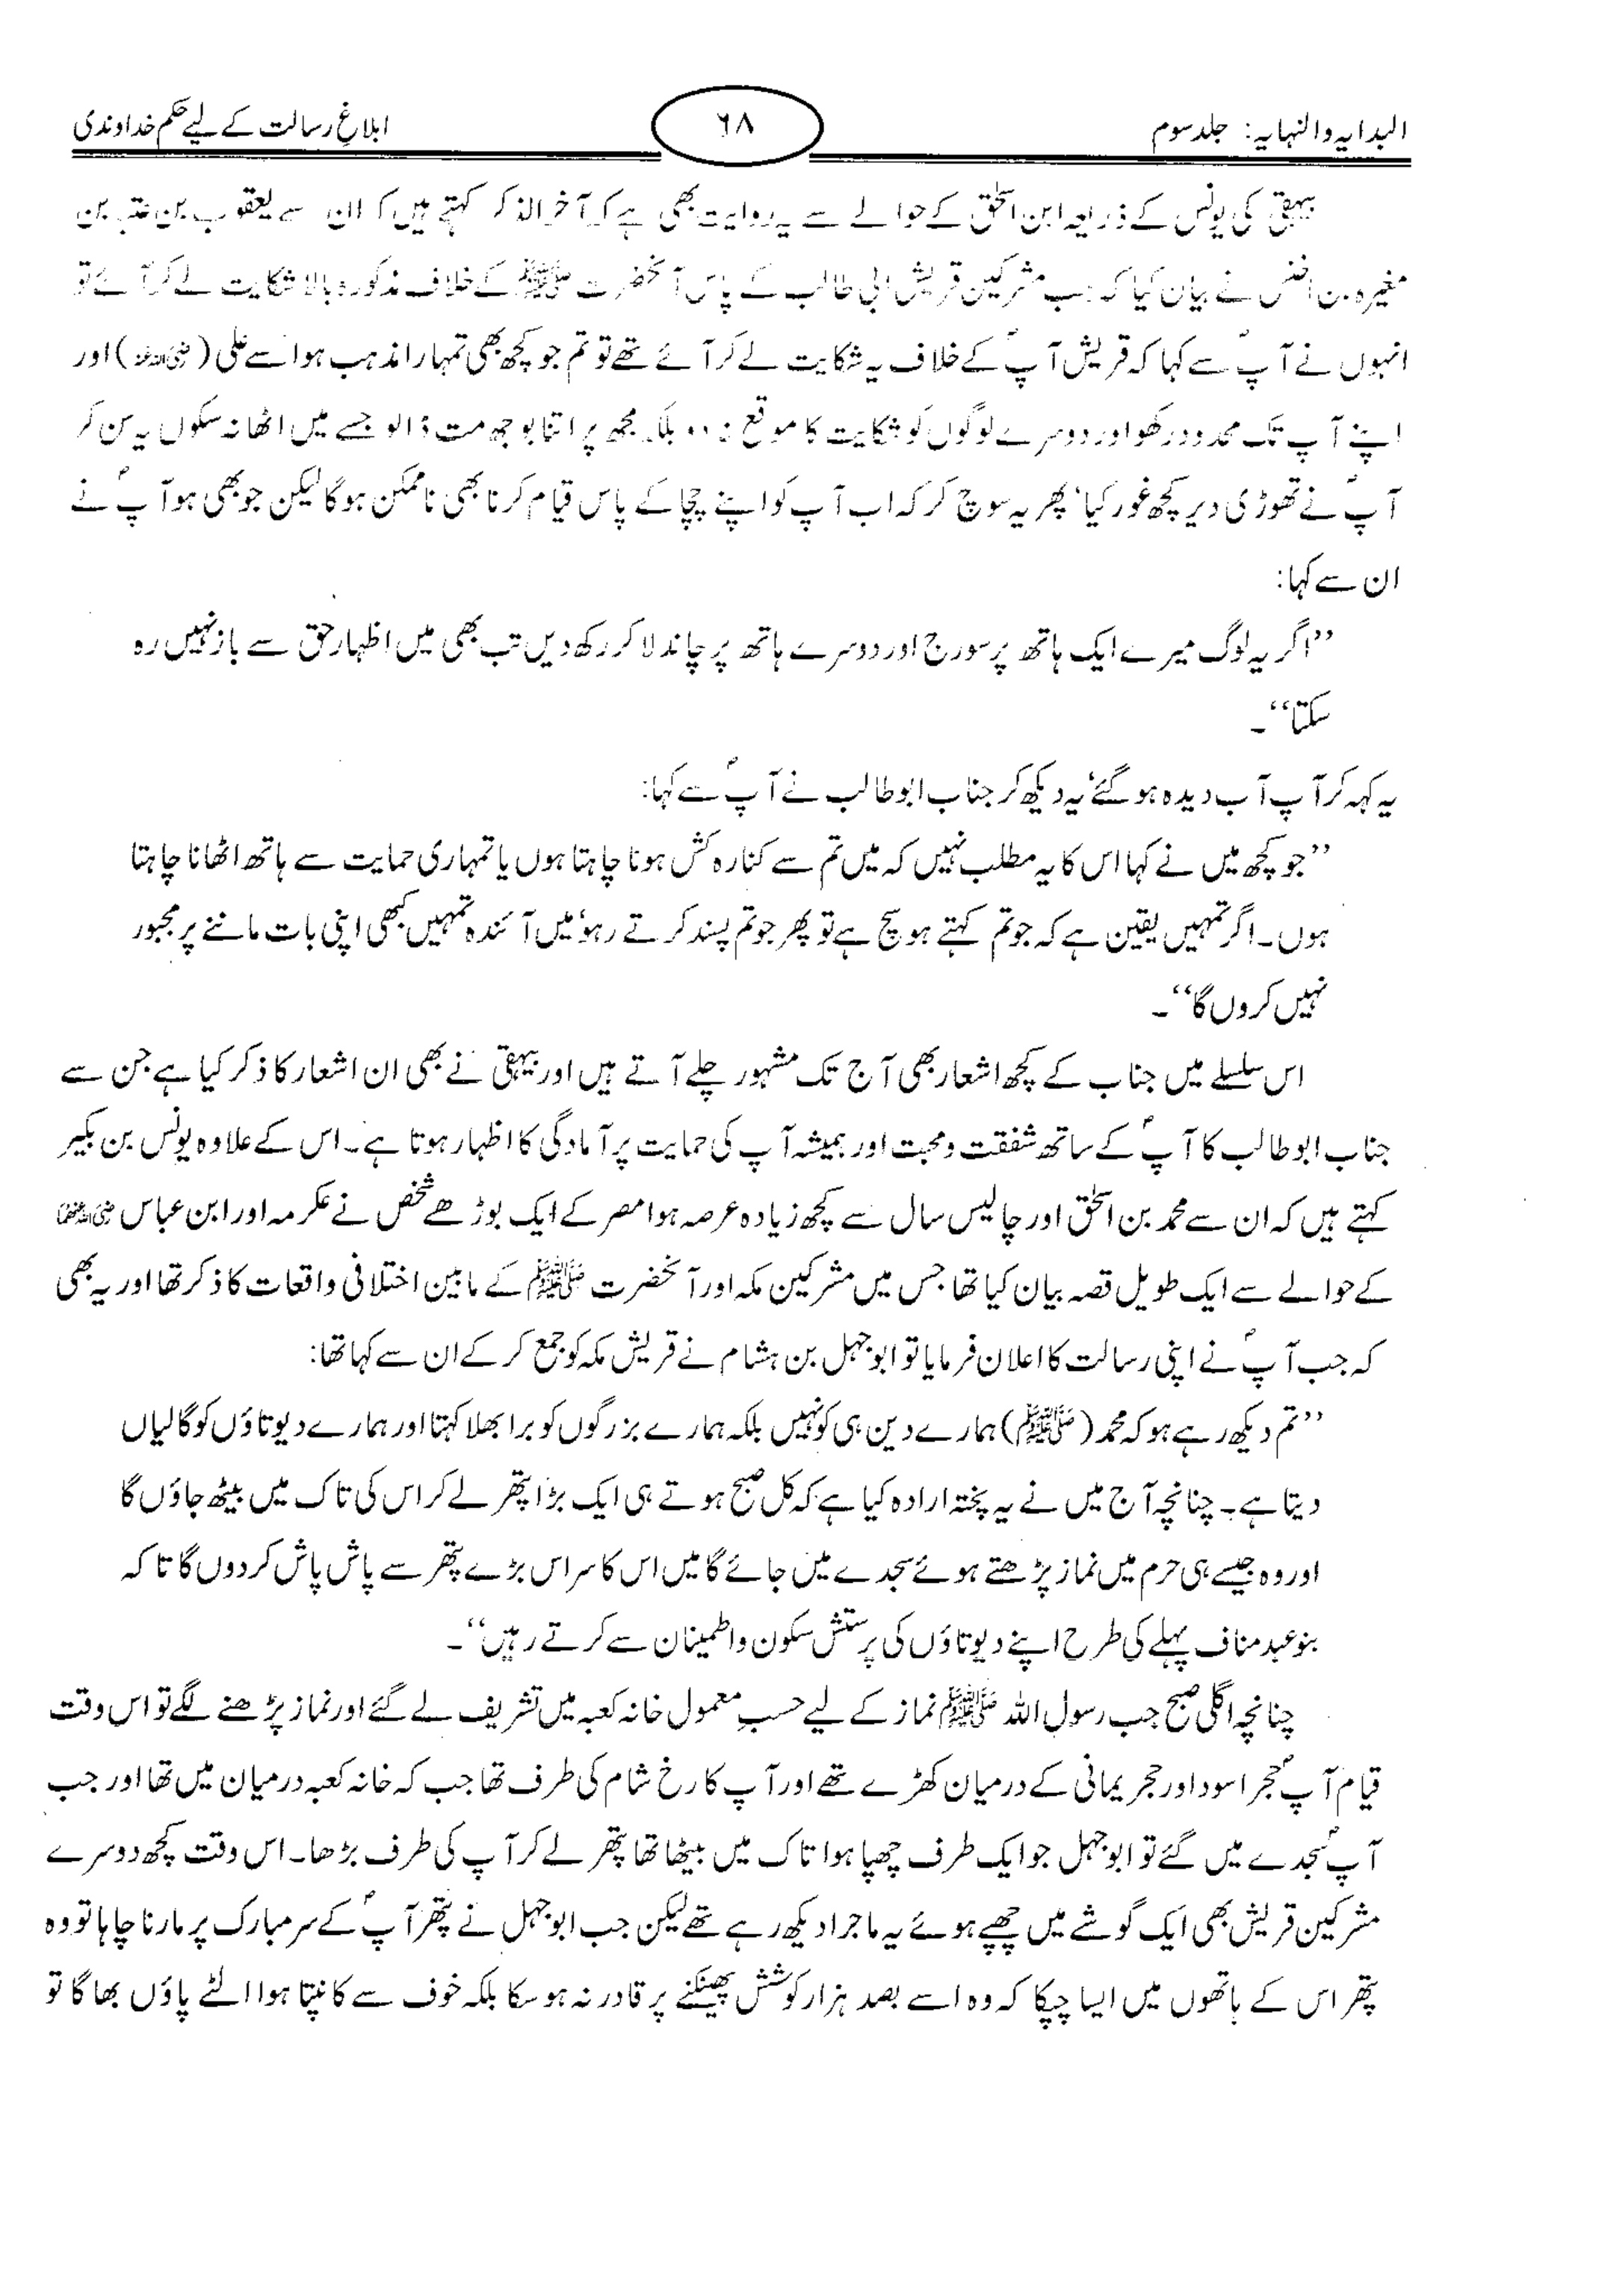 البدایہ والنہایہ: جلد سوم
۶۸
ابلاغِ رسالت کے لیے حکم خداوندی
بیہقی کی یونس کے ذریعہ ابن اسحٰق کے حوالے سے یہ روایت بھی ہے کہ آخر الذکر کہتے ہیں کہ ان سے یعقوب بن عتبہ بن
مغیرہ بن اخنس نے بیان کیا کہ جب مشرکین قریش ابی طالب کے پاس آنحضرت ﷺ کے خلاف مذکورہ بالا شکایت لے کر آئے تو
انہوں نے آپؐ سے کہا کہ قریش آپؐ کے خلاف یہ شکایت لے کر آئے تھے تو تم جو کچھ بھی تمہارا مذہب ہو اسے علی (رضی اللہ عنہ) اور
اپنے آپ تک محدود رکھو اور دوسرے لوگوں کو شکایت کا موقع نہ دو بلکہ مجھ پر اتنا بوجھ مت ڈالو جسے میں اٹھا نہ سکوں یہ سن کر
آپؐ نے تھوڑی دیر کچھ غور کیا‘ پھر یہ سوچ کر کہ اب آپ کو اپنے چچا کے پاس قیام کرنا بھی ناممکن ہوگا لیکن جو بھی ہو آپؐ نے
ان سے کہا:
’’اگر یہ لوگ میرے ایک ہاتھ پر سورج اور دوسرے ہاتھ پر چاند لا کر رکھ دیں تب بھی میں اظہار حق سے باز نہیں رہ
سکتا‘‘۔
یہ کہہ کر آپ آب دیدہ ہو گئے‘ یہ دیکھ کر جناب ابوطالب نے آپؐ سے کہا:
’’جو کچھ میں نے کہا اس کا یہ مطلب نہیں کہ میں تم سے کنارہ کش ہونا چاہتا ہوں یا تمہاری حمایت سے ہاتھ اٹھانا چاہتا
ہوں۔ اگر تمہیں یقین ہے کہ جو تم کہتے ہو سچ ہے تو پھر جو تم پسند کرتے رہو‘ میں آئندہ تمہیں کبھی اپنی بات ماننے پر مجبور
نہیں کروں گا‘‘۔
اس سلسلے میں جناب کے کچھ اشعار بھی آج تک مشہور چلے آتے ہیں اور بیہقی نے بھی ان اشعار کا ذکر کیا ہے جن سے
جناب ابوطالب کا آپؐ کے ساتھ شفقت و محبت اور ہمیشہ آپ کی حمایت پر آمادگی کا اظہار ہوتا ہے۔ اس کے علاوہ یونس بن بکیر
کہتے ہیں کہ ان سے محمد بن اسحٰق اور چالیس سال سے کچھ زیادہ عرصہ ہوا مصر کے ایک بوڑھے شخص نے عکرمہ اور ابن عباس رضی اللہ عنہما
کے حوالے سے ایک طویل قصہ بیان کیا تھا جس میں مشرکین مکہ اور آنحضرت ﷺ کے مابین اختلافی واقعات کا ذکر تھا اور یہ بھی
کہ جب آپؐ نے اپنی رسالت کا اعلان فرمایا تو ابوجہل بن ہشام نے قریش مکہ کو جمع کر کے ان سے کہا تھا:
’’تم دیکھ رہے ہو کہ محمد (ﷺ) ہمارے دین ہی کو نہیں بلکہ ہمارے بزرگوں کو برا بھلا کہتا اور ہمارے دیوتاؤں کو گالیاں
دیتا ہے۔ چنانچہ آج میں نے یہ پختہ ارادہ کیا ہے کہ کل صبح ہوتے ہی ایک بڑا پتھر لے کر اس کی تاک میں بیٹھ جاؤں گا
اور وہ جیسے ہی حرم میں نماز پڑھتے ہوئے سجدے میں جائے گا میں اس کا سر اس بڑے پتھر سے پاش پاش کر دوں گا تاکہ
بنو عبد مناف پہلے کی طرح اپنے دیوتاؤں کی پرستش سکون و اطمینان سے کرتے رہیں‘‘۔
چنانچہ اگلی صبح جب رسول اللہ ﷺ نماز کے لیے حسبِ معمول خانہ کعبہ میں تشریف لے گئے اور نماز پڑھنے لگے تو اس وقت
قیام آپؐ حجر اسود اور حجر یمانی کے درمیان کھڑے تھے اور آپ کا رخ شام کی طرف تھا جب کہ خانہ کعبہ درمیان میں تھا اور جب
آپؐ سجدے میں گئے تو ابوجہل جو ایک طرف چھپا ہوا تاک میں بیٹھا تھا پتھر لے کر آپ کی طرف بڑھا۔ اس وقت کچھ دوسرے
مشرکین قریش بھی ایک گوشے میں چھپے ہوئے یہ ماجرا دیکھ رہے تھے لیکن جب ابوجہل نے پتھر آپؐ کے سر مبارک پر مارنا چاہا تو وہ
پتھر اس کے ہاتھوں میں ایسا چپکا کہ وہ اسے بصد ہزار کوشش پھینکنے پر قادر نہ ہو سکا بلکہ خوف سے کانپتا ہوا الٹے پاؤں بھاگا تو